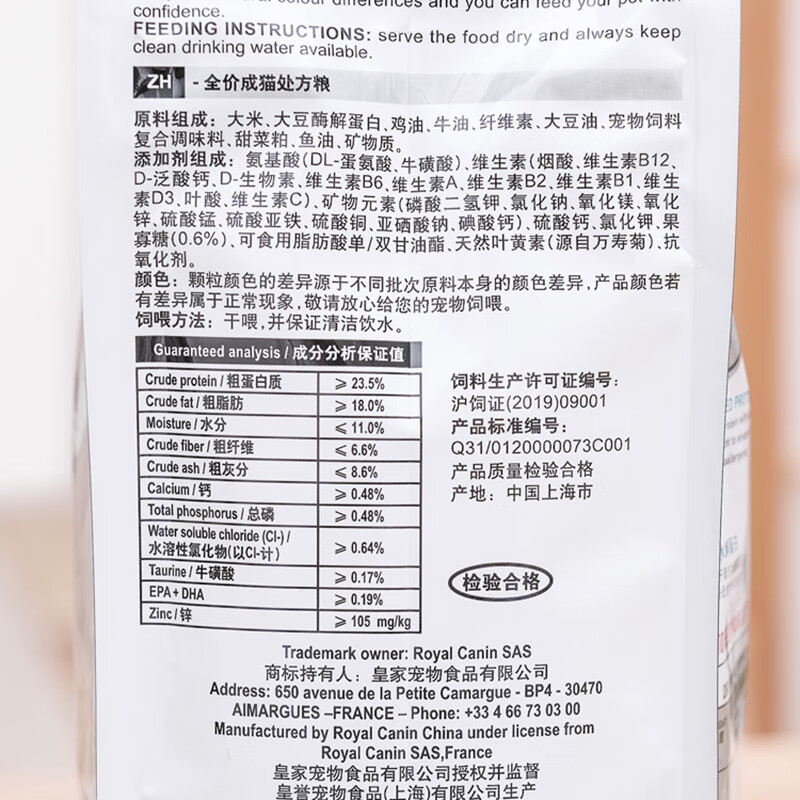 colour differences and you can feed your pet with
confidence.
FEEDING INSTRUCTIONS: serve the food dry and always keep
clean drinking water available.
ZH - 全价成猫处方粮
原料组成：大米、大豆酶解蛋白、鸡油、牛油、纤维素、大豆油、宠物饲料
复合调味料、甜菜粕、鱼油、矿物质。
添加剂组成：氨基酸(DL-蛋氨酸、牛磺酸)、维生素(烟酸、维生素B12、
D-泛酸钙、D-生物素、维生素B6、维生素A、维生素B2、维生素B1、维生
素D3、叶酸、维生素C)、矿物元素(磷酸二氢钾、氯化钠、氧化镁、氧化
锌、硫酸锰、硫酸亚铁、硫酸铜、亚硒酸钠、碘酸钙)、硫酸钙、氯化钾、果
寡糖(0.6%)、可食用脂肪酸单/双甘油酯、天然叶黄素(源自万寿菊)、抗
氧化剂。
颜色：颗粒颜色的差异源于不同批次原料本身的颜色差异,产品颜色若
有差异属于正常现象,敬请放心给您的宠物饲喂。
饲喂方法：干喂,并保证清洁饮水。
Guaranteed analysis / 成分分析保证值
Crude protein / 粗蛋白质 ⩾ 23.5%
Crude fat / 粗脂肪 ⩾ 18.0%
Moisture / 水分 ⩽ 11.0%
Crude fiber / 粗纤维 ⩽ 6.6%
Crude ash / 粗灰分 ⩽ 8.6%
Calcium / 钙 ⩾ 0.48%
Total phosphorus / 总磷 ⩾ 0.48%
Water soluble chloride (Cl-) /
水溶性氯化物(以Cl-计) ⩾ 0.64%
Taurine / 牛磺酸 ⩾ 0.17%
EPA + DHA ⩾ 0.19%
Zinc / 锌 ⩾ 105 mg/kg
饲料生产许可证编号：
沪饲证(2019)09001
产品标准编号：
Q31/0120000073C001
产品质量检验合格
产地：中国上海市
检验合格
Trademark owner: Royal Canin SAS
商标持有人：皇家宠物食品有限公司
Address: 650 avenue de la Petite Camargue - BP4 - 30470
AIMARGUES –FRANCE – Phone: +33 4 66 73 03 00
Manufactured by Royal Canin China under license from
Royal Canin SAS,France
皇家宠物食品有限公司授权并监督
皇誉宠物食品(上海)有限公司生产